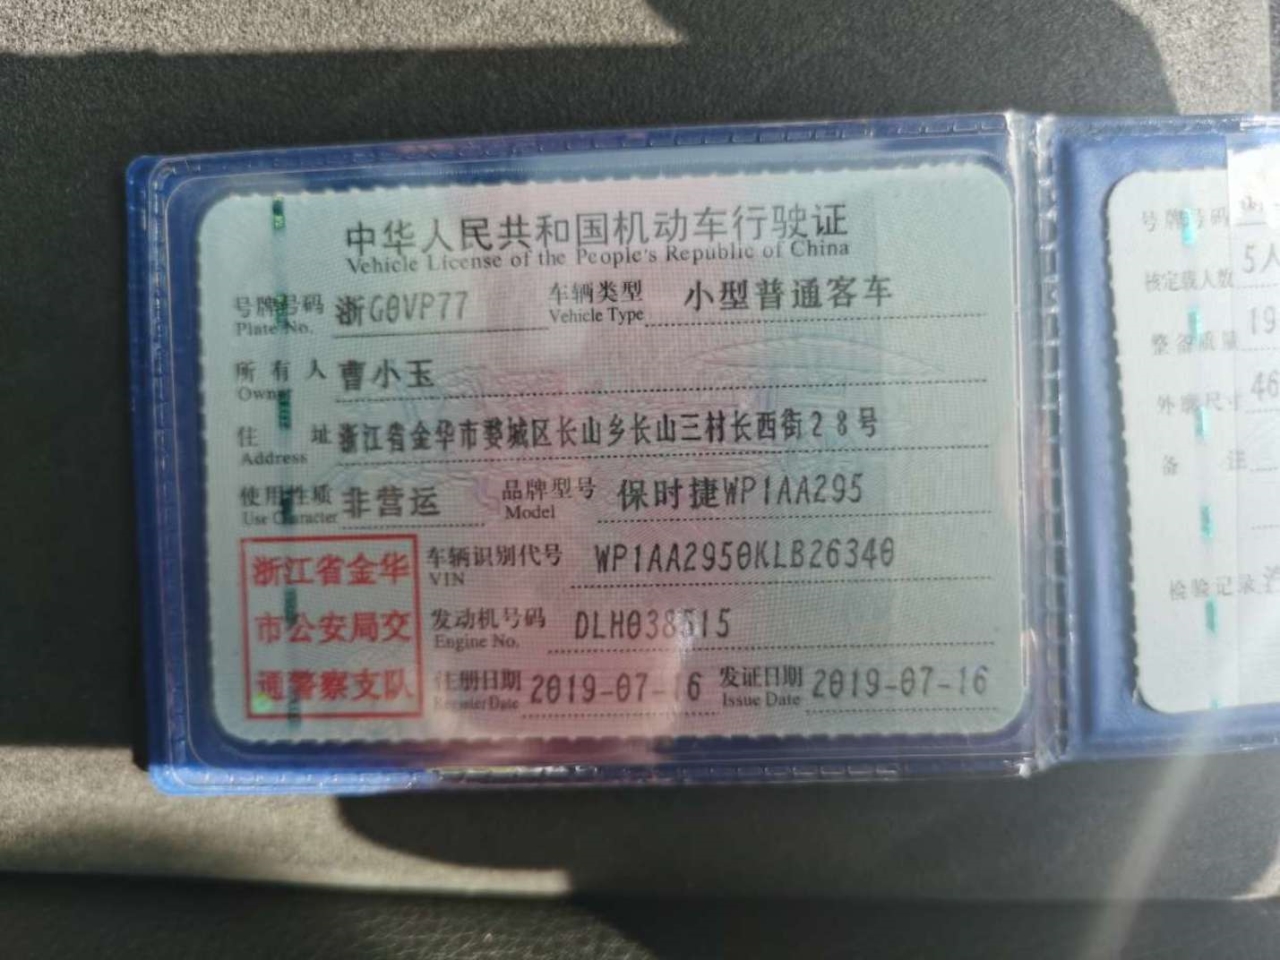 中华人民共和国机动车行驶证
Vehicle License of the People's Republic of China
号牌号码 浙G0VP77 车辆类型 小型普通客车
Plate No. Vehicle Type
所有人 曹小玉
Owner
住址 浙江省金华市婺城区长山乡长山三村长西街28号
Address
使用性质 非营运 品牌型号 保时捷WP1AA295
Use Character Model
浙江省金华
市公安局交
通警察支队
车辆识别代号 WP1AA2950KLB26340
VIN
发动机号码 DLH038515
Engine No.
注册日期 2019-07-16 发证日期 2019-07-16
Register Date Issue Date
号牌号码
核定载人数 5人
整备质量 19
外廓尺寸 46
备注
检验记录